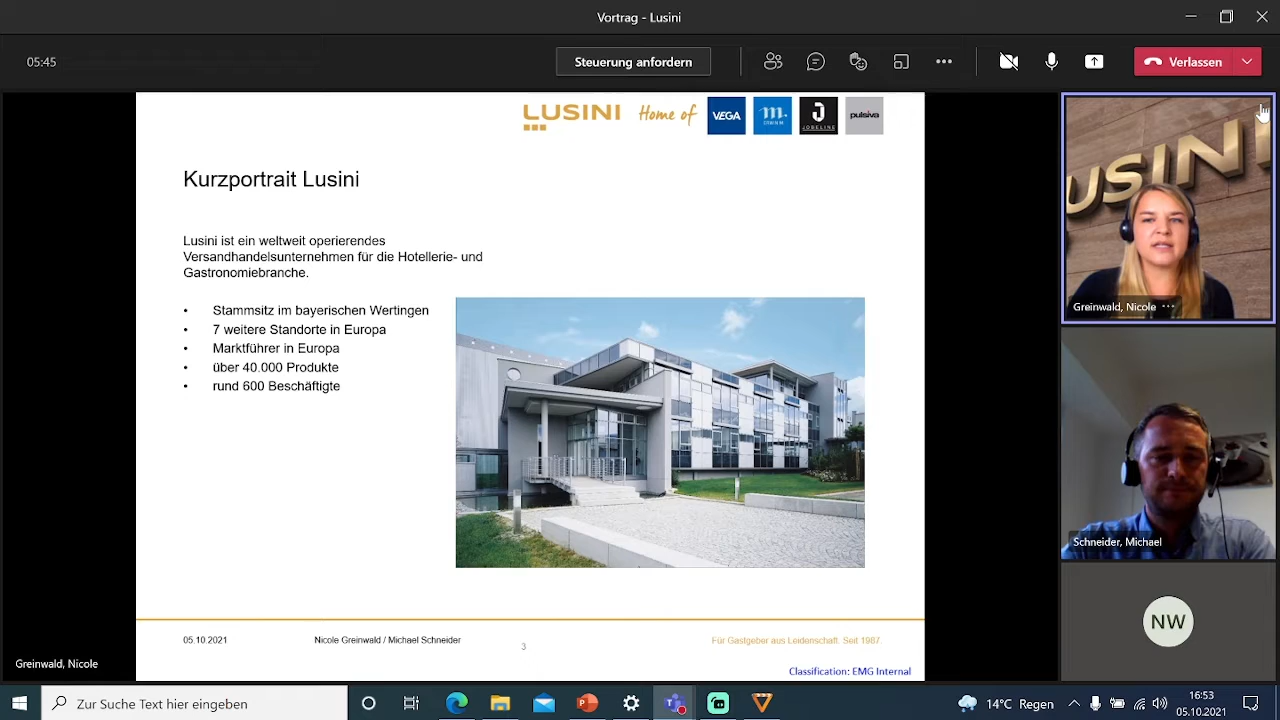 Vortrag - Lusini
05:45
Steuerung anfordern
Verlassen
LUSINI
Home of
VEGA
JOBELINE
pulsiva
Kurzportrait Lusini
Lusini ist ein weltweit operierendes
Versandhandelsunternehmen für die Hotellerie- und
Gastronomiebranche.
• Stammsitz im bayerischen Wertingen
• 7 weitere Standorte in Europa
• Marktführer in Europa
• über 40.000 Produkte
• rund 600 Beschäftigte
05.10.2021
Nicole Greinwald / Michael Schneider
3
Für Gastgeber aus Leidenschaft. Seit 1987.
Classification: EMG Internal
Greinwald, Nicole
USINI
Greinwald, Nicole
Schneider, Michael
NW
Zur Suche Text hier eingeben
14°C Regen
16:53
05.10.2021